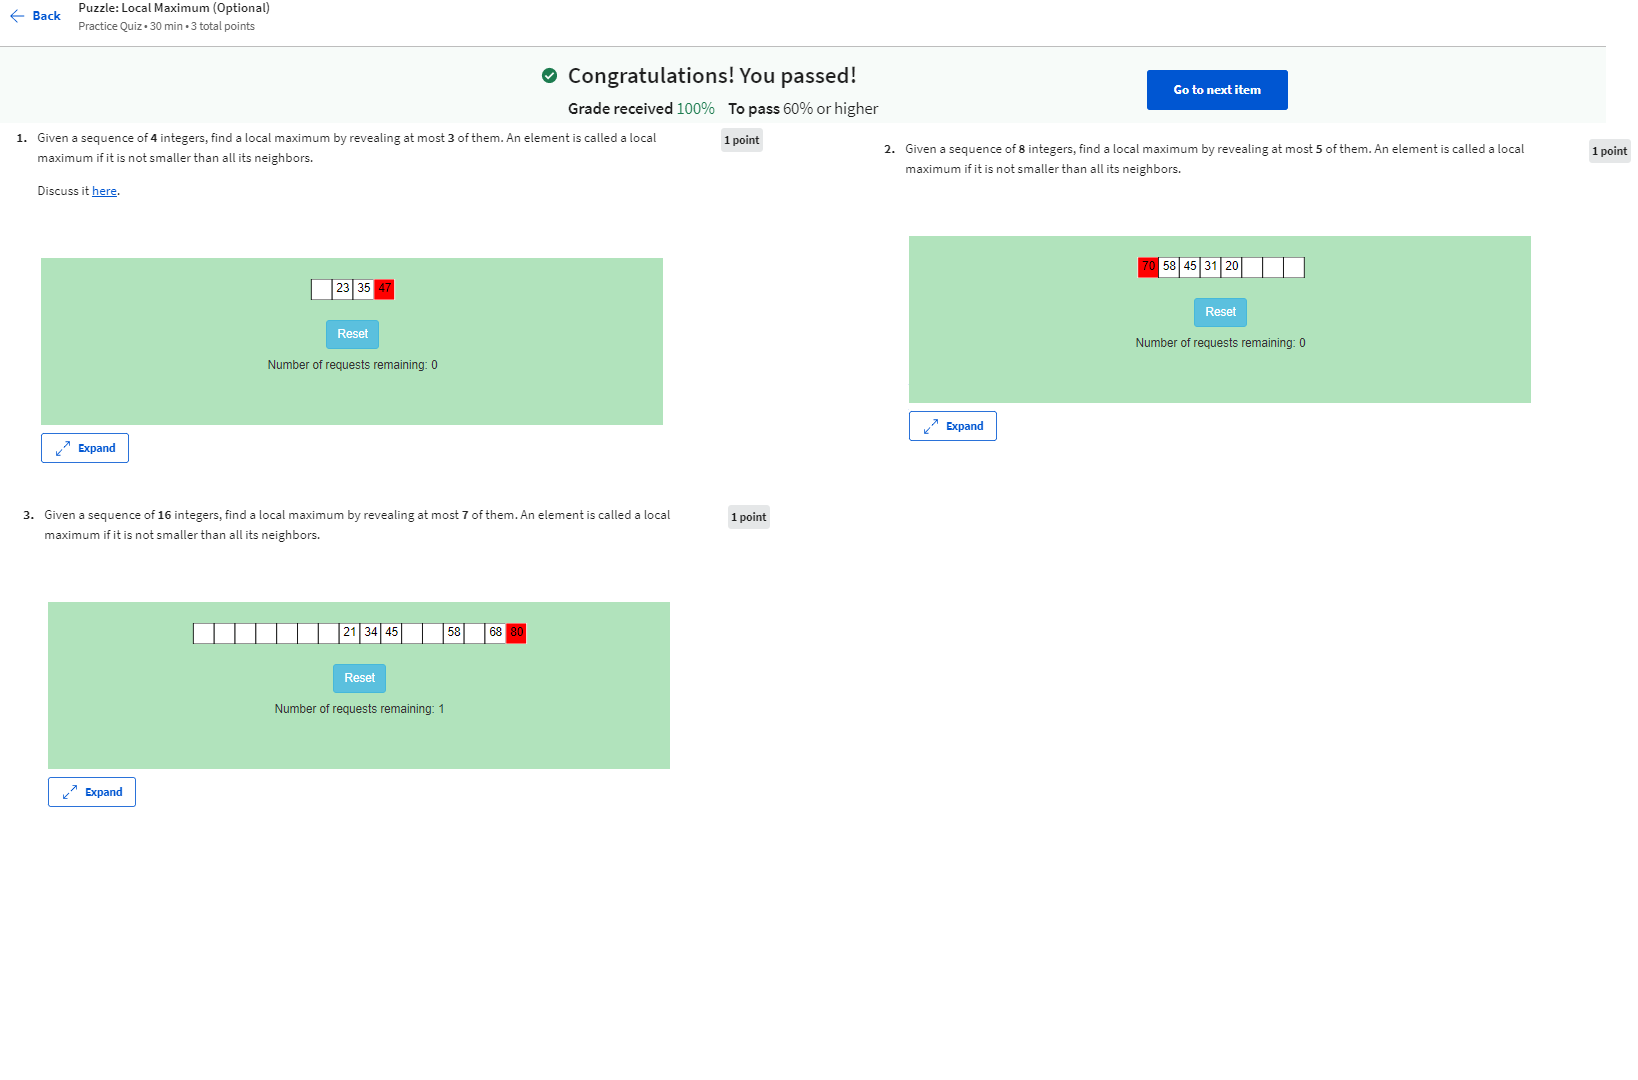 Back
Puzzle: Local Maximum (Optional)
Practice Quiz • 30 min • 3 total points
Congratulations! You passed!
Grade received 100% To pass 60% or higher
Go to next item
1. Given a sequence of 4 integers, find a local maximum by revealing at most 3 of them. An element is called a local
maximum if it is not smaller than all its neighbors.
1 point
Discuss it here.
23 35 47
Reset
Number of requests remaining: 0
Expand
2. Given a sequence of 8 integers, find a local maximum by revealing at most 5 of them. An element is called a local
maximum if it is not smaller than all its neighbors.
1 point
70 58 45 31 20
Reset
Number of requests remaining: 0
Expand
3. Given a sequence of 16 integers, find a local maximum by revealing at most 7 of them. An element is called a local
maximum if it is not smaller than all its neighbors.
1 point
21 34 45 58 68 80
Reset
Number of requests remaining: 1
Expand